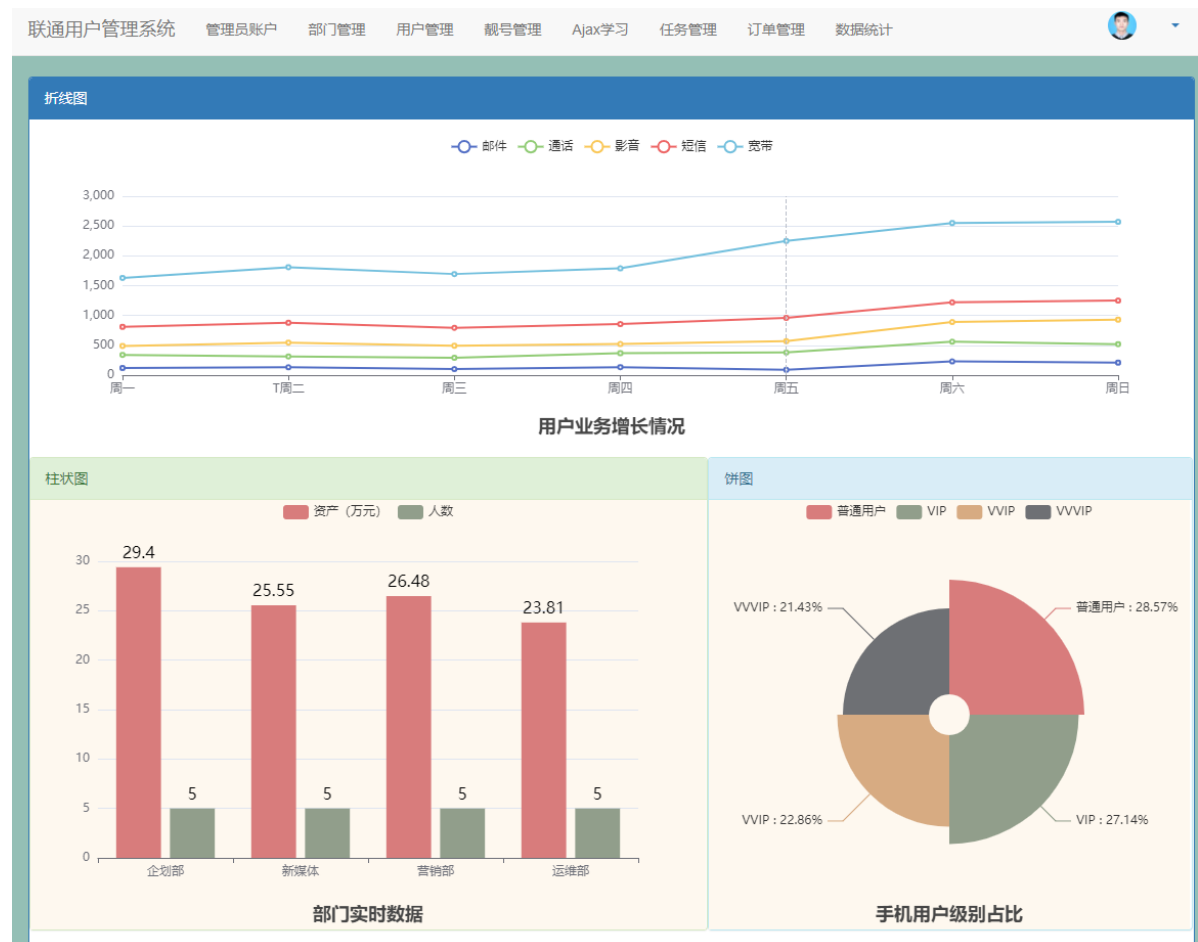 联通用户管理系统 管理员账户 部门管理 用户管理 靓号管理 Ajax学习 任务管理 订单管理 数据统计
折线图
邮件 通话 影音 短信 宽带
3,000
2,500
2,000
1,500
1,000
500
0
周一 T周二 周三 周四 周五 周六 周日
用户业务增长情况
柱状图
资产（万元） 人数
30
25
20
15
10
5
0
29.4
25.55
26.48
23.81
5 5 5 5
企划部 新媒体 营销部 运维部
部门实时数据
饼图
普通用户 VIP VVIP VVVIP
VVVIP : 21.43%
普通用户 : 28.57%
VVIP : 22.86%
VIP : 27.14%
手机用户级别占比